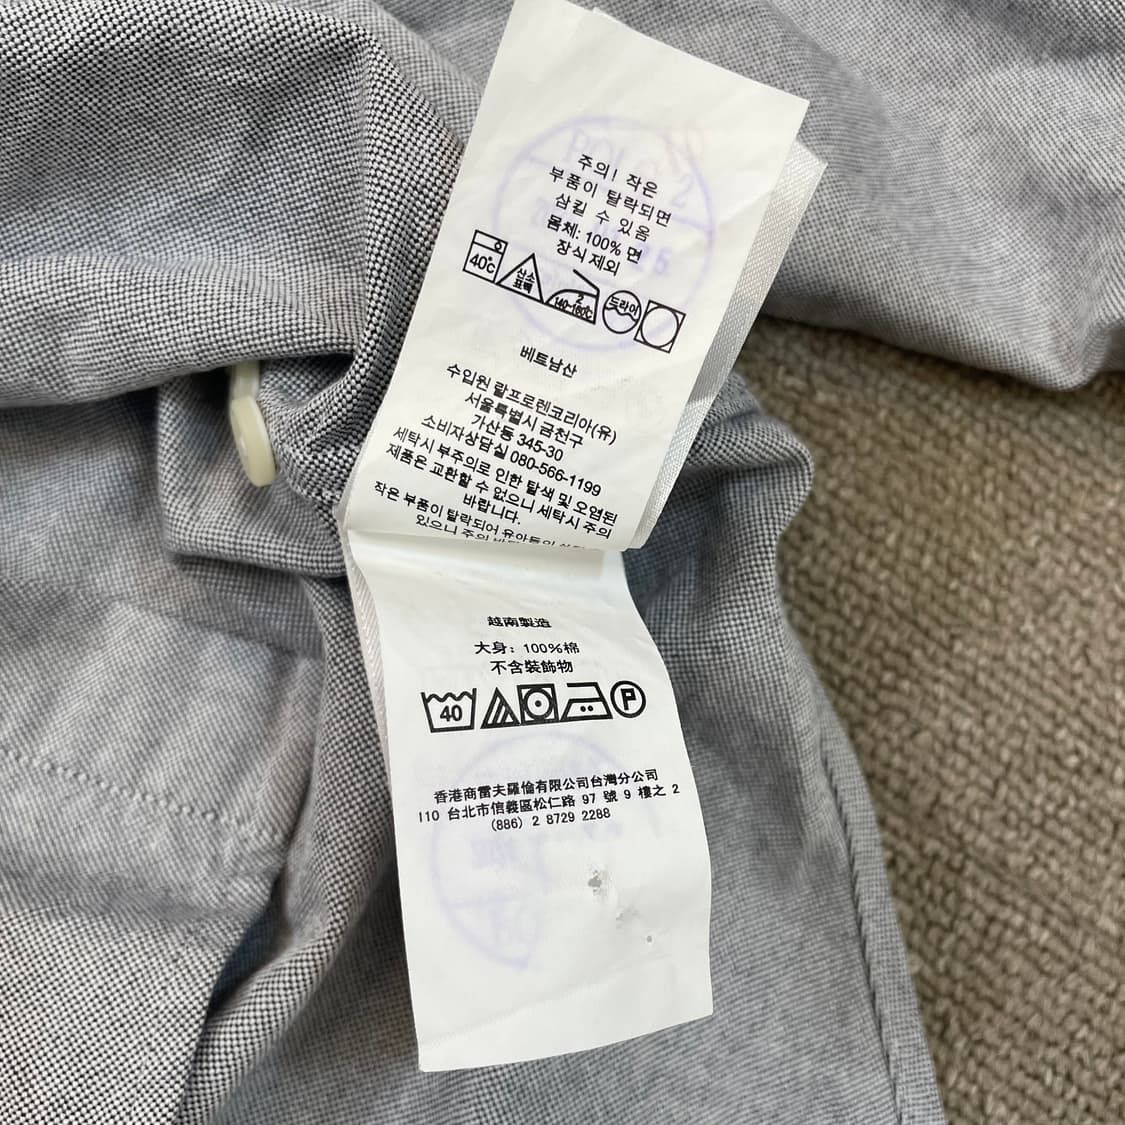 주의! 작은
부품이 탈락되면
삼킬 수 있음
몸체: 100% 면
장식 제외
40℃
산소
표백
2
140~160℃
드라이
베트남산
수입원 랄프로렌코리아(유)
서울특별시 금천구
가산동 345-30
소비자상담실 080-566-1199
세탁시 부주의로 인한 탈색 및 오염된
제품은 교환할 수 없으니 세탁시 주의
바랍니다.
작은 부품이 탈락되어 유아들이
있으니 주의
越南製造
大身: 100%棉
不含裝飾物
40
P
香港商雷夫羅倫有限公司台灣分公司
110 台北市信義區松仁路 97 號 9 樓之 2
(886) 2 8729 2288